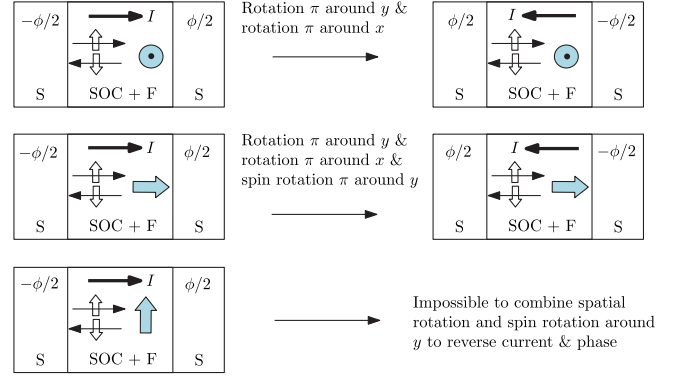 −ϕ/2 I ϕ/2
S SOC + F S
Rotation π around y &
rotation π around x
ϕ/2 I −ϕ/2
S SOC + F S
−ϕ/2 I ϕ/2
S SOC + F S
Rotation π around y &
rotation π around x &
spin rotation π around y
ϕ/2 I −ϕ/2
S SOC + F S
−ϕ/2 I ϕ/2
S SOC + F S
Impossible to combine spatial
rotation and spin rotation around
y to reverse current & phase